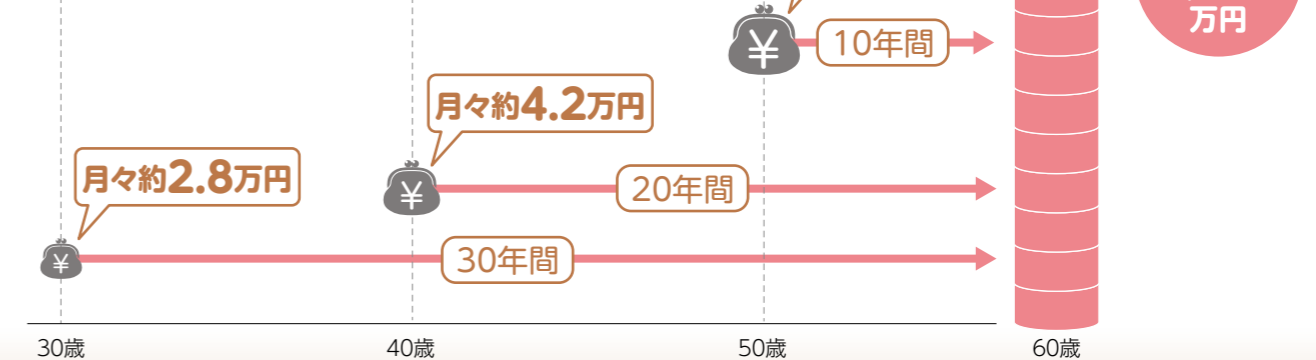 万円
10年間
月々約4.2万円
月々約2.8万円
20年間
30年間
¥
¥
¥
30歳
40歳
50歳
60歳